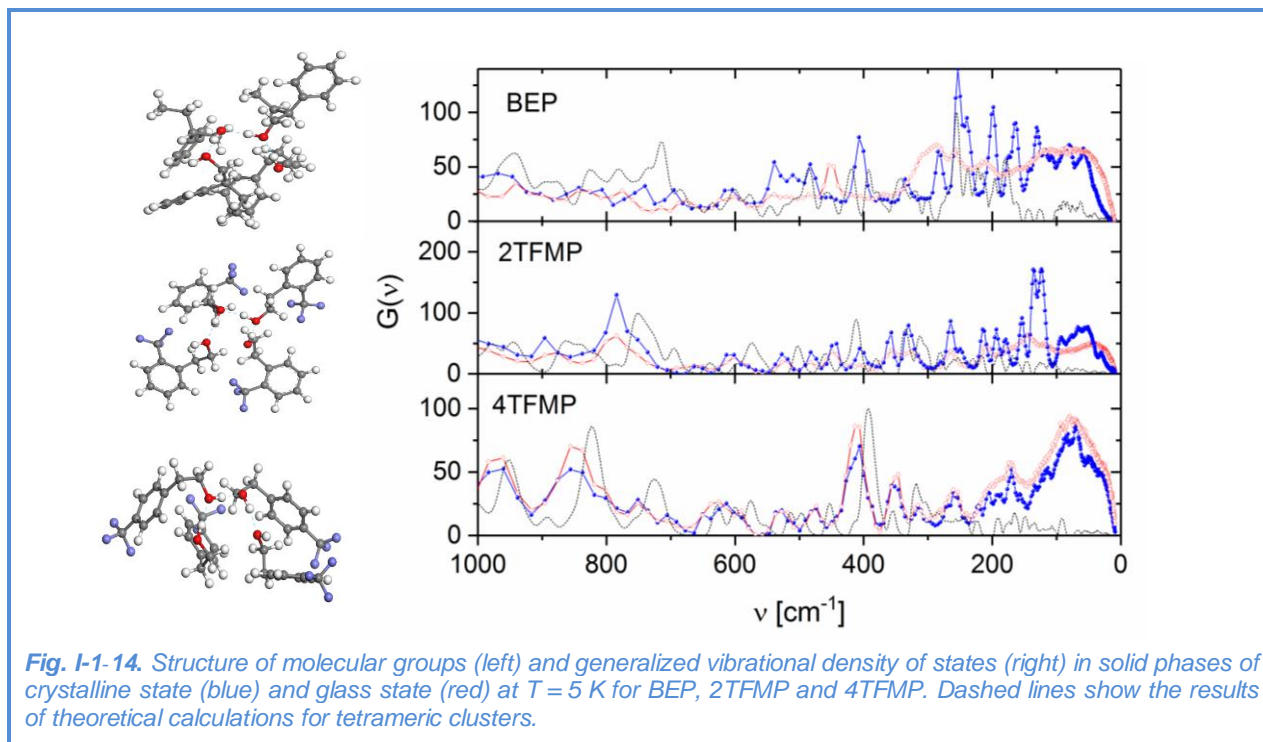 BEP
100
50
0
2TFMP
200
100
0
G(ν)
4TFMP
100
50
0
1000 800 600 400 200 0
ν [cm⁻¹]
Fig. I-1-14. Structure of molecular groups (left) and generalized vibrational density of states (right) in solid phases of
crystalline state (blue) and glass state (red) at T = 5 K for BEP, 2TFMP and 4TFMP. Dashed lines show the results
of theoretical calculations for tetrameric clusters.